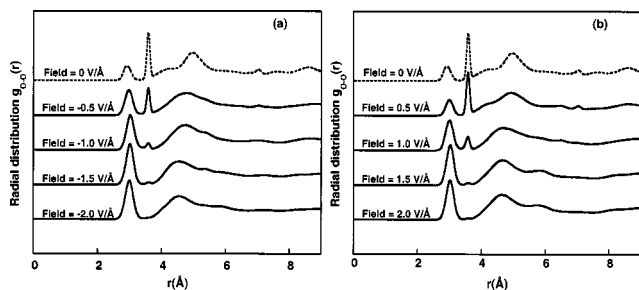 (a)
Radial distribution gO-O(r)
Field = 0 V/Å
Field = -0.5 V/Å
Field = -1.0 V/Å
Field = -1.5 V/Å
Field = -2.0 V/Å
0 2 4 6 8
r(Å)
(b)
Radial distribution gO-O(r)
Field = 0 V/Å
Field = 0.5 V/Å
Field = 1.0 V/Å
Field = 1.5 V/Å
Field = 2.0 V/Å
0 2 4 6 8
r(Å)